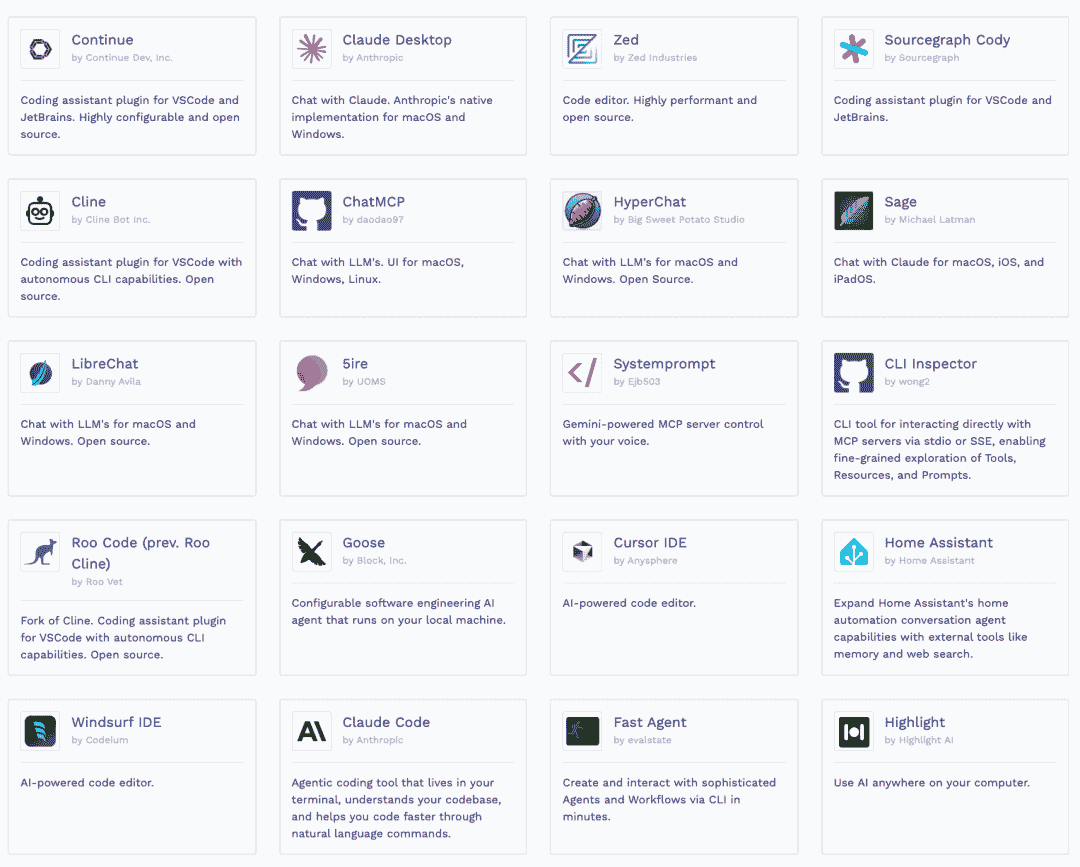 Continue
by Continue Dev, Inc.
Coding assistant plugin for VSCode and
JetBrains. Highly configurable and open
source.
Claude Desktop
by Anthropic
Chat with Claude. Anthropic's native
implementation for macOS and
Windows.
Zed
by Zed Industries
Code editor. Highly performant and
open source.
Sourcegraph Cody
by Sourcegraph
Coding assistant plugin for VSCode and
JetBrains.
Cline
by Cline Bot Inc.
Coding assistant plugin for VSCode with
autonomous CLI capabilities. Open
source.
ChatMCP
by daodao97
Chat with LLM's. UI for macOS,
Windows, Linux.
HyperChat
by Big Sweet Potato Studio
Chat with LLM's for macOS and
Windows. Open Source.
Sage
by Michael Latman
Chat with Claude for macOS, iOS, and
iPadOS.
LibreChat
by Danny Avila
Chat with LLM's for macOS and
Windows. Open source.
5ire
by UOMS
Chat with LLM's for macOS and
Windows. Open source.
Systemprompt
by Ejb503
Gemini-powered MCP server control
with your voice.
CLI Inspector
by wong2
CLI tool for interacting directly with
MCP servers via stdio or SSE, enabling
fine-grained exploration of Tools,
Resources, and Prompts.
Roo Code (prev. Roo
Cline)
by Roo Vet
Fork of Cline. Coding assistant plugin
for VSCode with autonomous CLI
capabilities. Open source.
Goose
by Block, Inc.
Configurable software engineering AI
agent that runs on your local machine.
Cursor IDE
by Anysphere
AI-powered code editor.
Home Assistant
by Home Assistant
Expand Home Assistant's home
automation conversation agent
capabilities with external tools like
memory and web search.
Windsurf IDE
by Codeium
AI-powered code editor.
Claude Code
by Anthropic
Agentic coding tool that lives in your
terminal, understands your codebase,
and helps you code faster through
natural language commands.
Fast Agent
by evalstate
Create and interact with sophisticated
Agents and Workflows via CLI in
minutes.
Highlight
by Highlight AI
Use AI anywhere on your computer.